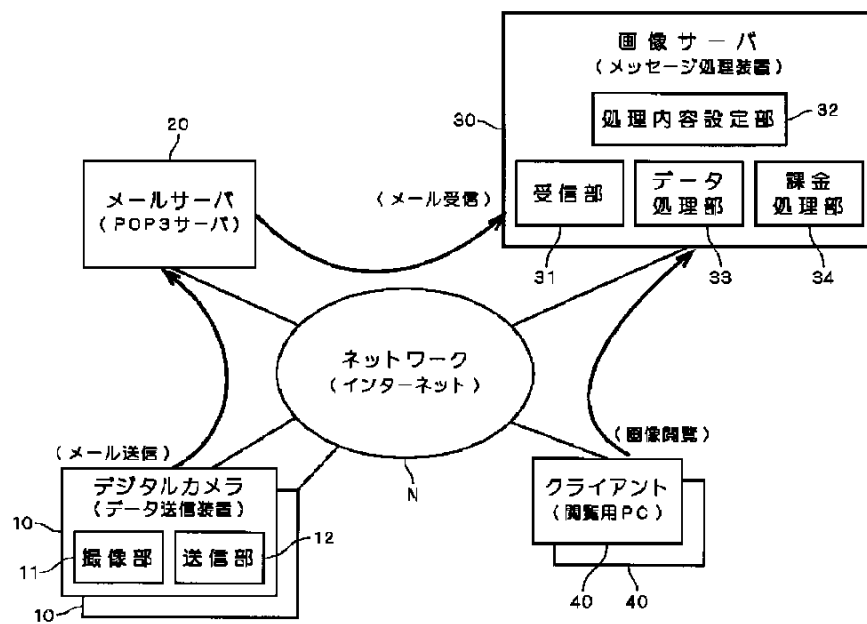 画像サーバ
(メッセージ処理装置)
30
処理内容設定部
32
受信部
データ
処理部
課金
処理部
31
33
34
20
メールサーバ
(POP3サーバ)
(メール受信)
ネットワーク
(インターネット)
N
(メール送信)
(画像閲覧)
デジタルカメラ
(データ送信装置)
10
撮像部
送信部
11
12
10
クライアント
(閲覧用PC)
40
40